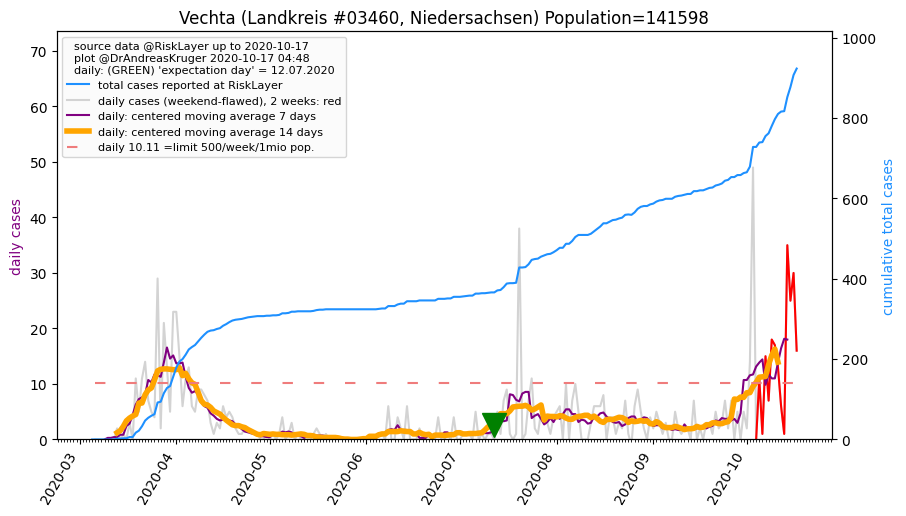 Vechta (Landkreis #03460, Niedersachsen) Population=141598
source data @RiskLayer up to 2020-10-17
plot @DrAndreasKruger 2020-10-17 04:48
daily: (GREEN) 'expectation day' = 12.07.2020
total cases reported at RiskLayer
daily cases (weekend-flawed), 2 weeks: red
daily: centered moving average 7 days
daily: centered moving average 14 days
daily 10.11 =limit 500/week/1mio pop.
daily cases
70
60
50
40
30
20
10
0
cumulative total cases
1000
800
600
400
200
0
2020-03
2020-04
2020-05
2020-06
2020-07
2020-08
2020-09
2020-10